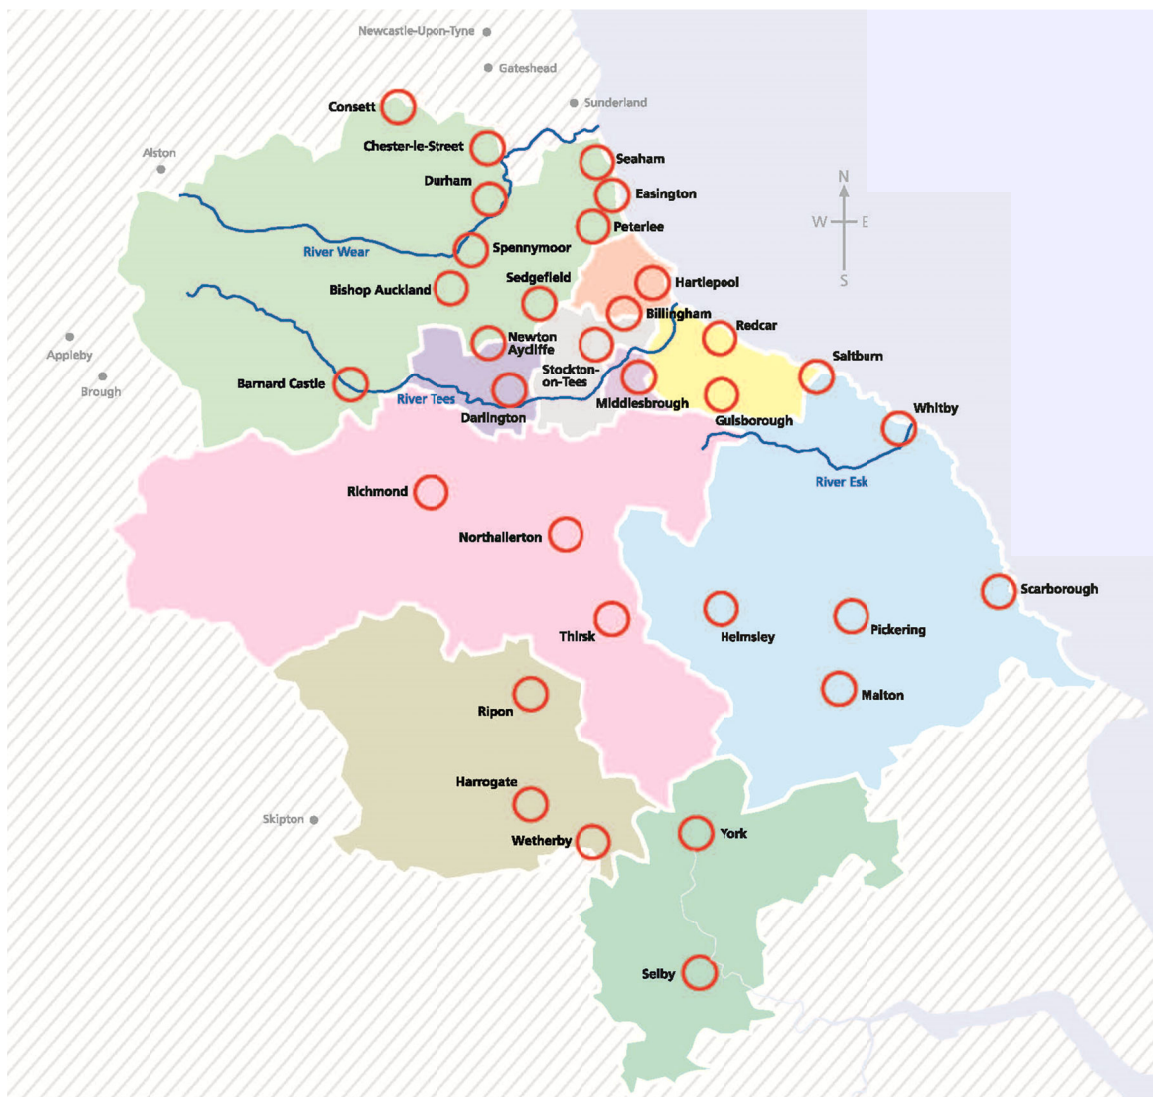 Newcastle-Upon-Tyne
Gateshead
Sunderland
Consett
Chester-le-Street
Alston
Seaham
Durham
Easington
N
W
E
S
Peterlee
River Wear
Spennymoor
Sedgefield
Bishop Auckland
Hartlepool
Billingham
Redcar
Newton
Aycliffe
Appleby
Saltburn
Stockton-
on-Tees
Barnard Castle
Brough
River Tees
Middlesbrough
Darlington
Guisborough
Whitby
River Esk
Richmond
Northallerton
Scarborough
Thirsk
Helmsley
Pickering
Malton
Ripon
Harrogate
Skipton
Wetherby
York
Selby